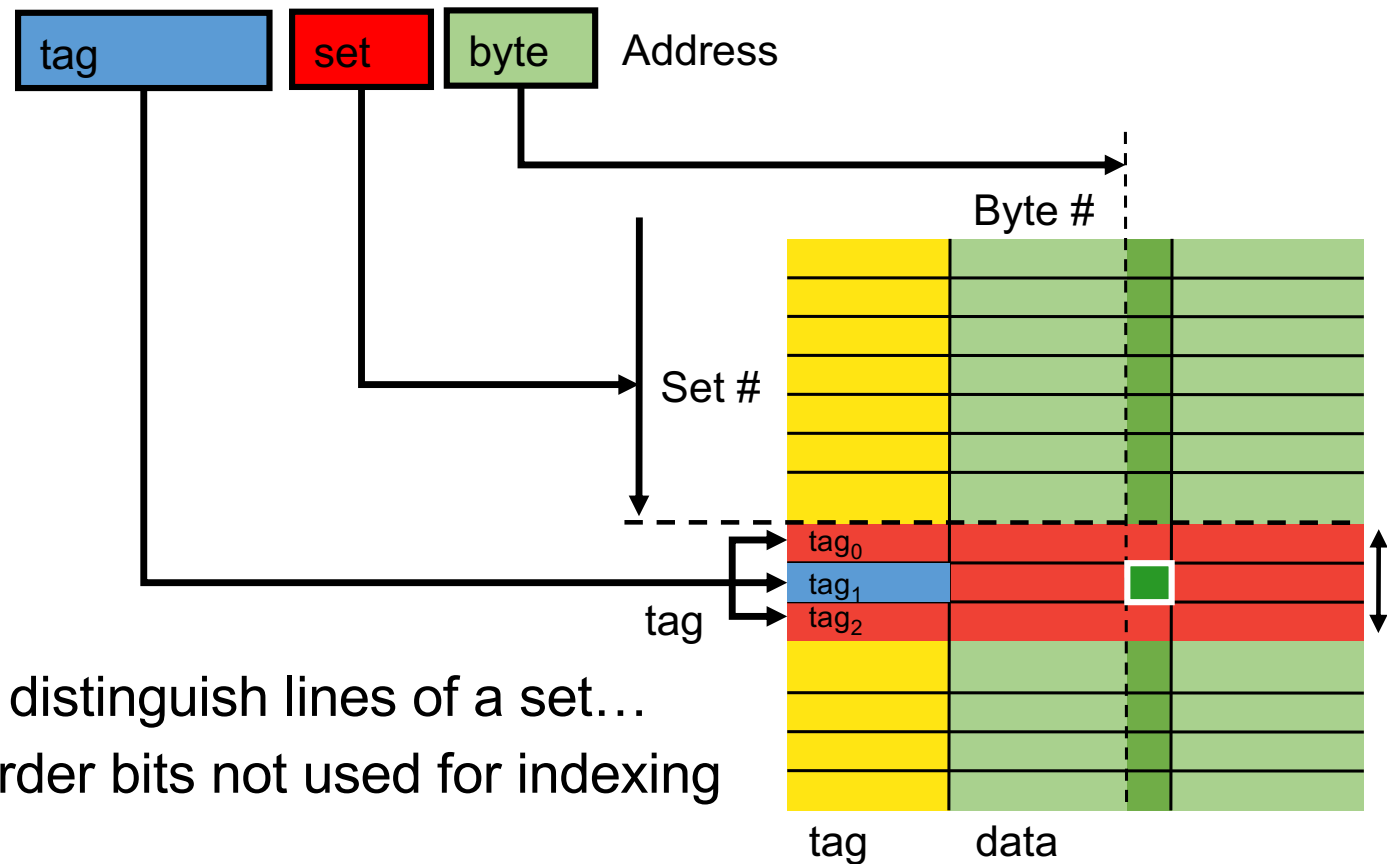 tag set byte Address
Byte #
Set #
tag₀
tag₁
tag₂
tag
distinguish lines of a set…
rder bits not used for indexing
tag data